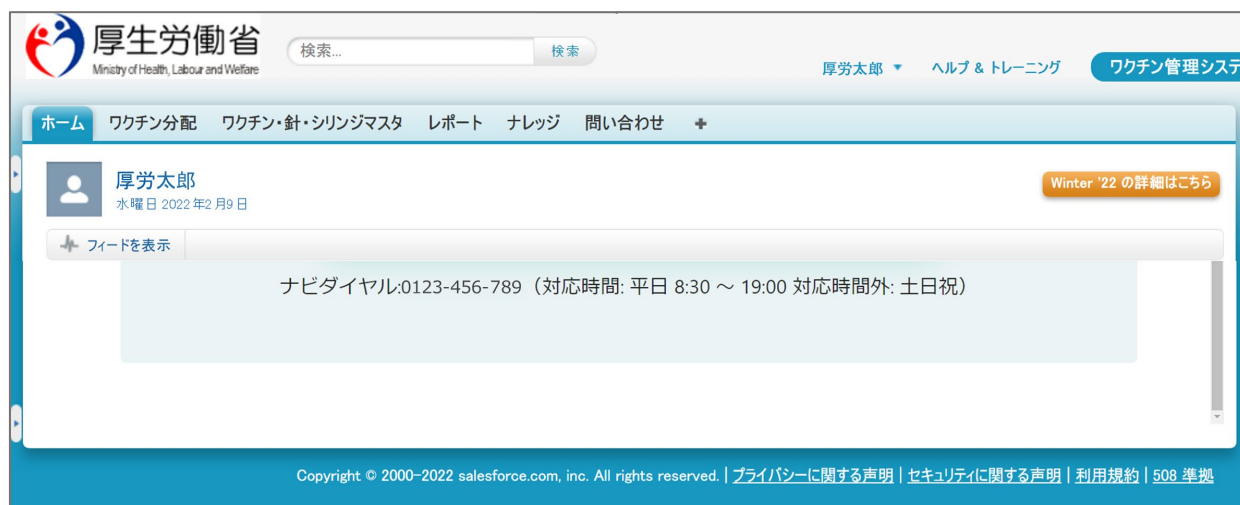 厚生労働省
Ministry of Health, Labour and Welfare
検索...
検索
厚労太郎
ヘルプ & トレーニング
ワクチン管理システ
ホーム ワクチン分配 ワクチン・針・シリンジマスタ レポート ナレッジ 問い合わせ +
厚労太郎
水曜日 2022年2月9日
Winter '22 の詳細はこちら
フィードを表示
ナビダイヤル:0123-456-789（対応時間: 平日 8:30 ～ 19:00 対応時間外: 土日祝）
Copyright © 2000-2022 salesforce.com, inc. All rights reserved. | プライバシーに関する声明 | セキュリティに関する声明 | 利用規約 | 508 準拠